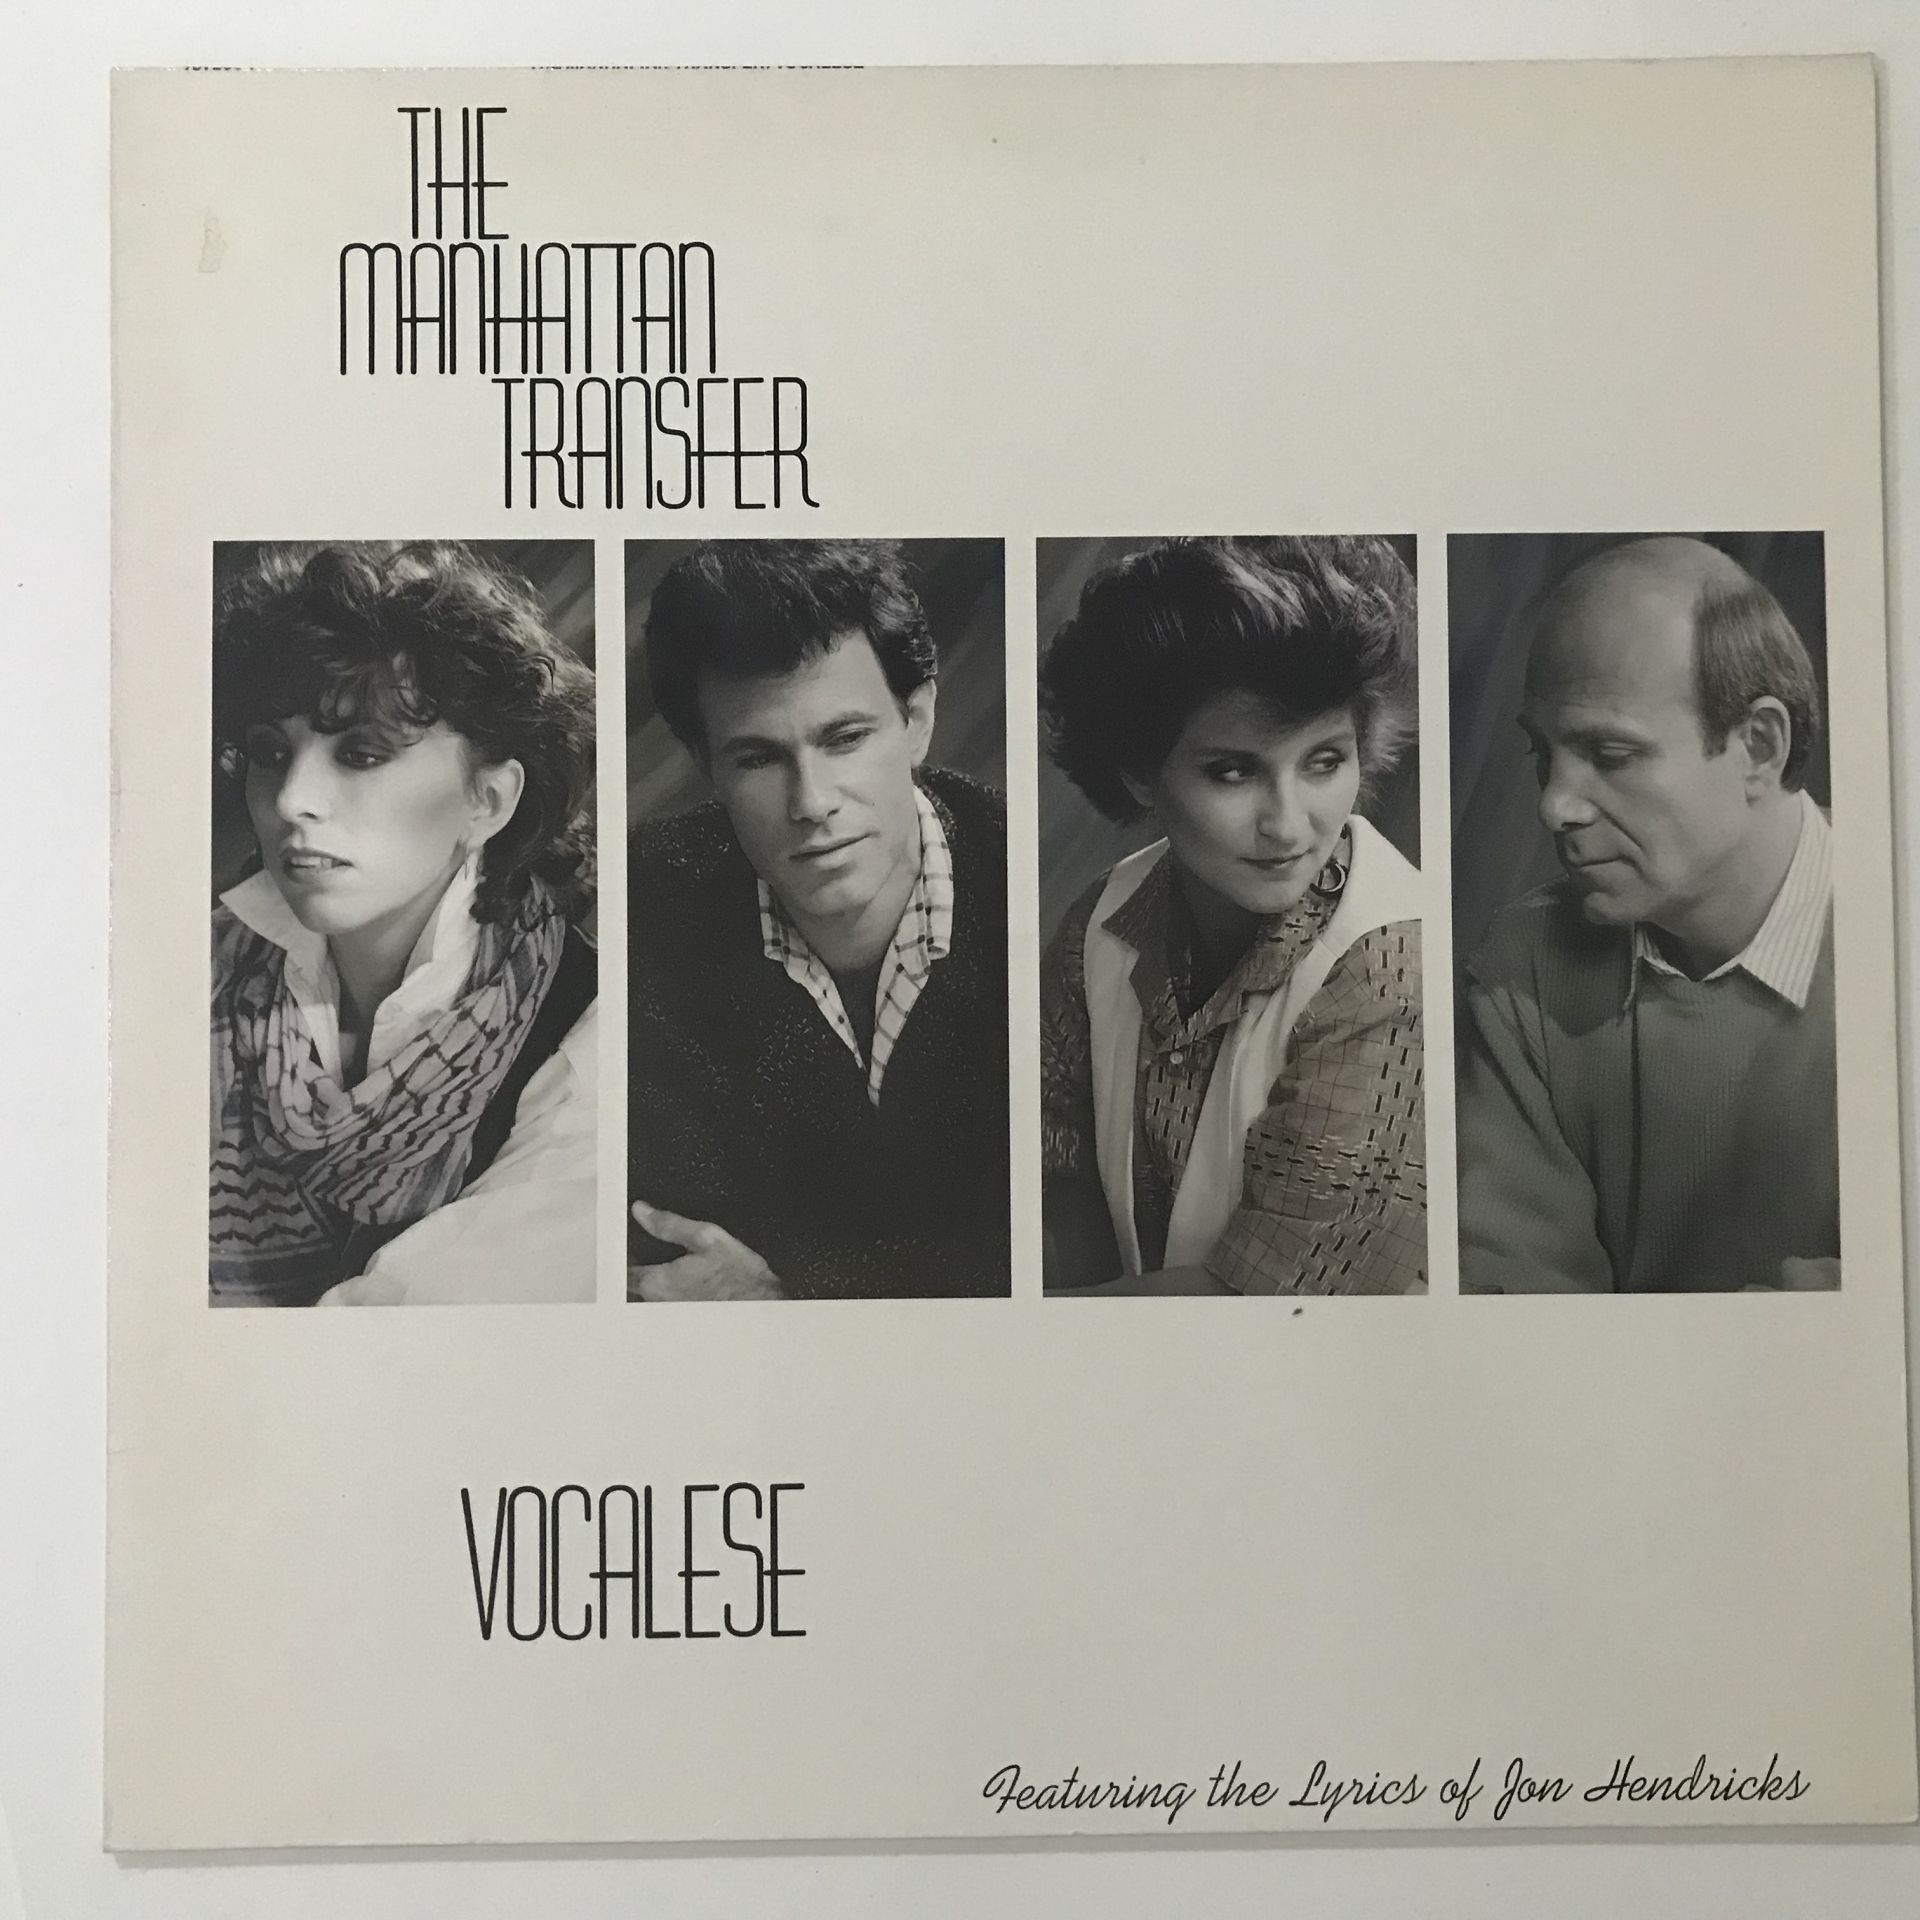 THE
MANHATTAN
TRANSFER
VOCALESE
Featuring the Lyrics of Jon Hendricks